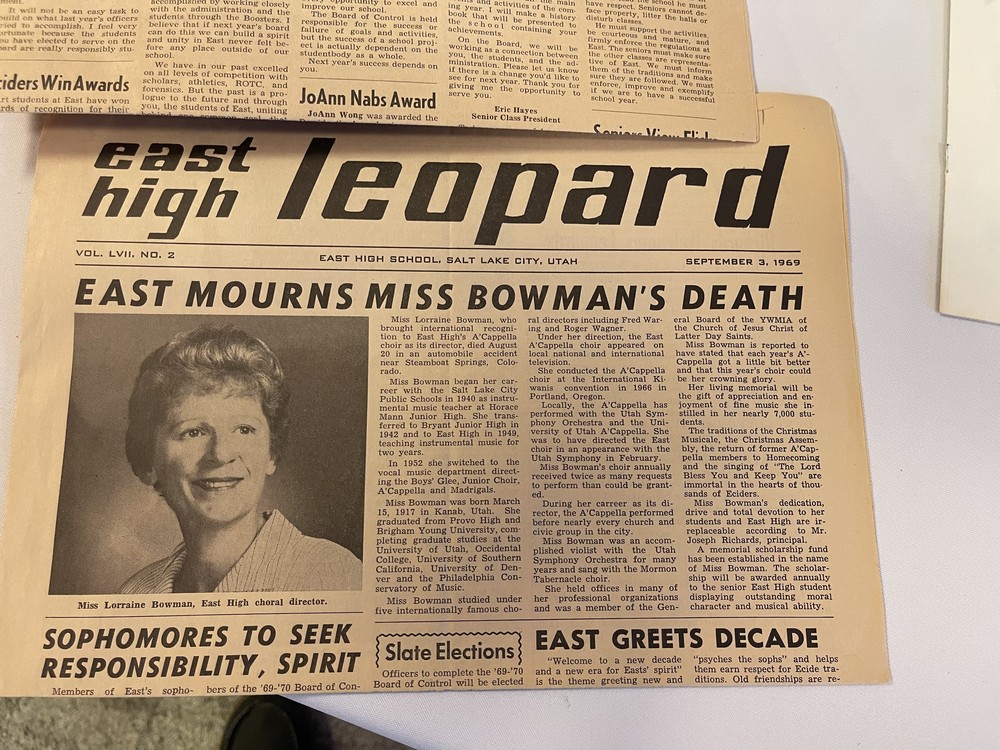 ment.
It will not be easy task to
build on what last year's officers
tried to accomplish. I feel very
fortunate because the students
you have elected to serve on the
board are really responsibly stu-
ciders Win Awards
rt students at East have won
rds of recognition for their
accomplished by working closely
with the administration and the
students through the Boosters. I
believe that if next year's board
can do this we can build a spirit
and unity in East never felt be-
fore any place outside of our
school.
We have in our past excelled
on all levels of competition with
scholars, athletics, ROTC, and
forensics. But the past is a pro-
logue to the future and through
you, the students of East, uniting
opportunity to excel and
improve our school.
The Board of Control is held
responsible for the success or
failure of goals and activities,
but the success of a school proj-
ect is actually dependent on the
studentbody as a whole.
Next year's success depends on
you.
JoAnn Nabs Award
JoAnn Wong was awarded the
and activities of the com-
ing year. I will make a history
book that will be presented to
the school containing your
achievements.
On the Board, we will be
working as a connection between
you, the students, and the ad-
ministration. Please let us know
if there is a change you'd like to
see for next year. Thank you for
giving me the opportunity to
serve you.
Eric Hayes
Senior Class President
the school he must
have respect. Seniors cannot de-
face property, litter the halls or
disturb classes.
He must support the activities,
be courteous and mature, and
firmly enforce the regulations at
East. The seniors must make sure
the other classes are representa-
tive of East. We must inform
them of the traditions and make
sure they are followed. We must
enforce, improve and exemplify
if we are to have a successful
school year.
Seniors View Flick
east high leopard
VOL. LVII, NO. 2
EAST HIGH SCHOOL, SALT LAKE CITY, UTAH
SEPTEMBER 3, 1969
EAST MOURNS MISS BOWMAN'S DEATH
Miss Lorraine Bowman, East High choral director.
Miss Lorraine Bowman, who
brought international recogni-
tion to East High's A'Cappella
choir as its director, died August
20 in an automobile accident
near Steamboat Springs, Colo-
rado.
Miss Bowman began her car-
reer with the Salt Lake City
Public Schools in 1940 as instru-
mental music teacher at Horace
Mann Junior High. She trans-
ferred to Bryant Junior High in
1942 and to East High in 1949,
teaching instrumental music for
two years.
In 1952 she switched to the
vocal music department direct-
ing the Boys' Glee, Junior Choir,
A'Cappella and Madrigals.
Miss Bowman was born March
15, 1917 in Kanab, Utah. She
graduated from Provo High and
Brigham Young University, com-
pleting graduate studies at the
University of Utah, Occidental
College, University of Southern
California, University of Den-
ver and the Philadelphia Con-
servatory of Music.
Miss Bowman studied under
five internationally famous cho-
ral directors including Fred War-
ing and Roger Wagner.
Under her direction, the East
A'Cappella choir appeared on
local national and international
television.
She conducted the A'Cappella
choir at the International Ki-
wanis convention in 1966 in
Portland, Oregon.
Locally, the A'Cappella has
performed with the Utah Sym-
phony Orchestra and the Uni-
versity of Utah A'Cappella. She
was to have directed the East
choir in an appearance with the
Utah Symphony in February.
Miss Bowman's choir annually
received twice as many requests
to perform than could be grant-
ed.
During her carreer as its di-
rector, the A'Cappella performed
before nearly every church and
civic group in the city.
Miss Bowman was an accom-
plished violist with the Utah
Symphony Orchestra for many
years and sang with the Mormon
Tabernacle choir.
She held offices in many of
her professional organizations
and was a member of the Gen-
eral Board of the YWMIA of
the Church of Jesus Christ of
Latter Day Saints.
Miss Bowman is reported to
have stated that each year's A'-
Cappella got a little bit better
and that this year's choir could
be her crowning glory.
Her living memorial will be
the gift of appreciation and en-
joyment of fine music she in-
stilled in her nearly 7,000 stu-
dents.
The traditions of the Christmas
Musicale, the Christmas Assem-
bly, the return of former A'Cap-
pella members to Homecoming
and the singing of "The Lord
Bless You and Keep You" are
immortal in the hearts of thou-
sands of Eciders.
Miss Bowman's dedication,
drive and total devotion to her
students and East High are ir-
replaceable according to Mr.
Joseph Richards, principal.
A memorial scholarship fund
has been established in the name
of Miss Bowman. The scholar-
ship will be awarded annually
to the senior East High student
displaying outstanding moral
character and musical ability.
SOPHOMORES TO SEEK
RESPONSIBILITY, SPIRIT
Members of East's sopho-
bers of the '69-'70 Board of Con-
Slate Elections
Officers to complete the '69-'70
Board of Control will be elected
EAST GREETS DECADE
"Welcome to a new decade
and a new era for Easts' spirit"
is the theme greeting new and
"psyches the sophs" and helps
them earn respect for Ecide tra-
ditions. Old friendships are re-